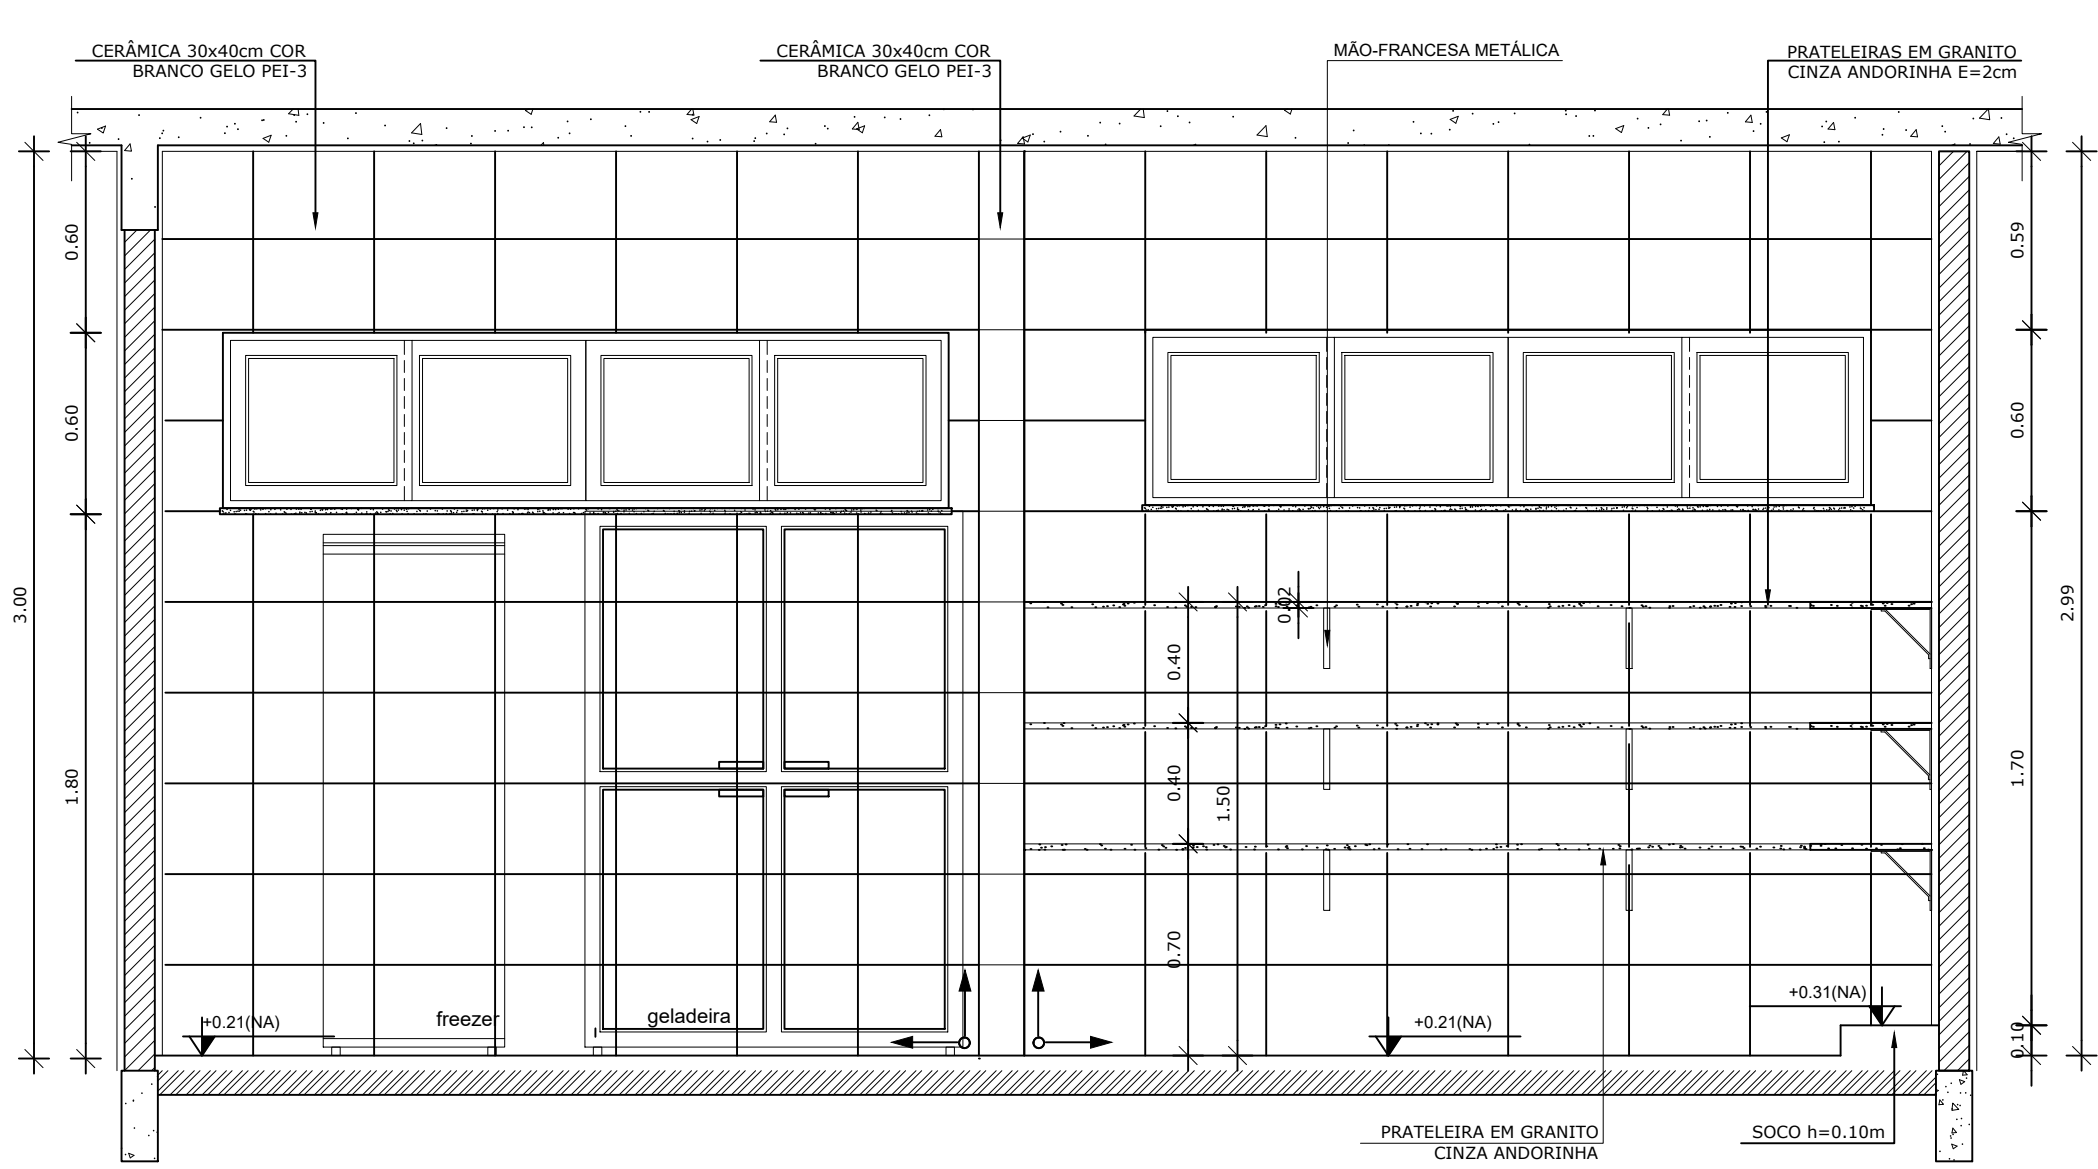 CERÂMICA 30x40cm COR
BRANCO GELO PEI-3
CERÂMICA 30x40cm COR
BRANCO GELO PEI-3
MÃO-FRANCESA METÁLICA
PRATELEIRAS EM GRANITO
CINZA ANDORINHA E=2cm
3.00
0.60
0.60
1.80
0.59
0.60
1.70
0.10
2.99
0.02
0.40
0.40
1.50
0.70
+0.21(NA)
freezer
geladeira
+0.21(NA)
+0.31(NA)
PRATELEIRA EM GRANITO
CINZA ANDORINHA
SOCO h=0.10m